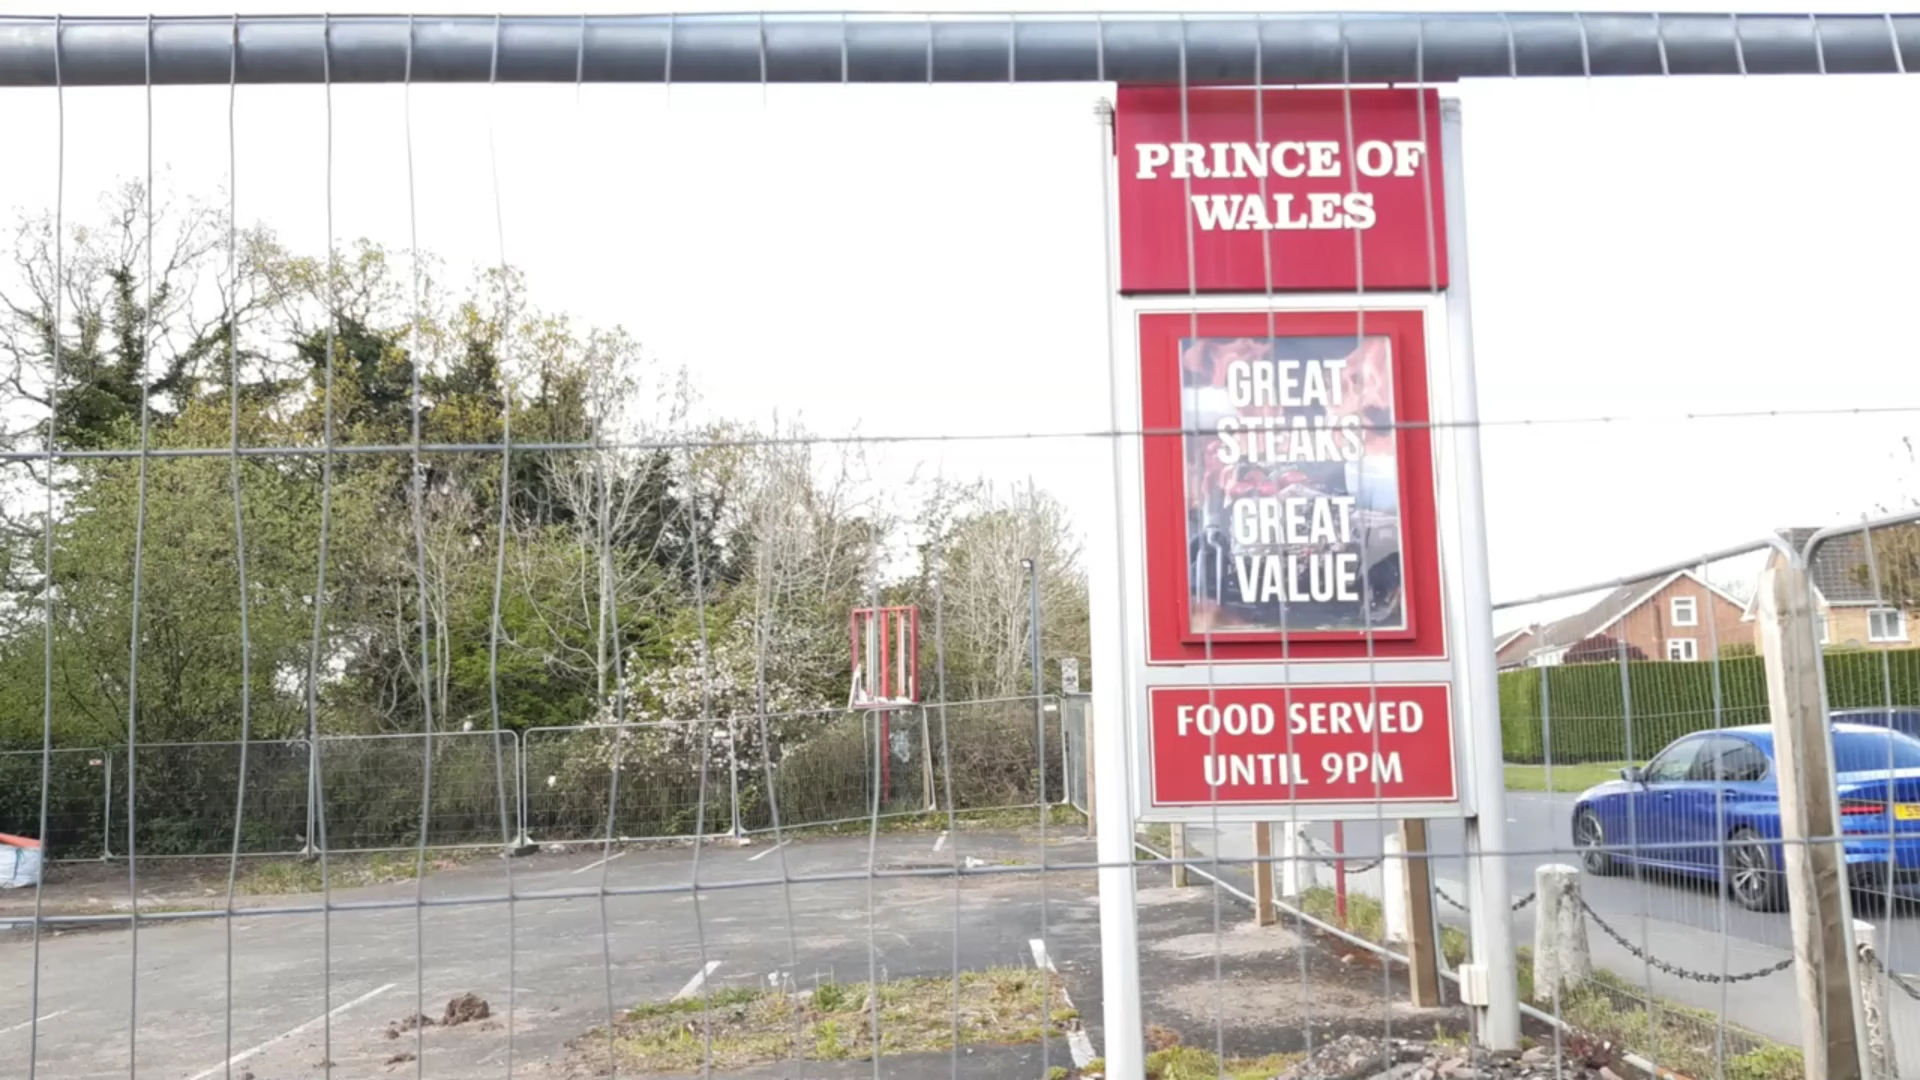 PRINCE OF
WALES
GREAT
STEAKS
GREAT
VALUE
FOOD SERVED
UNTIL 9PM